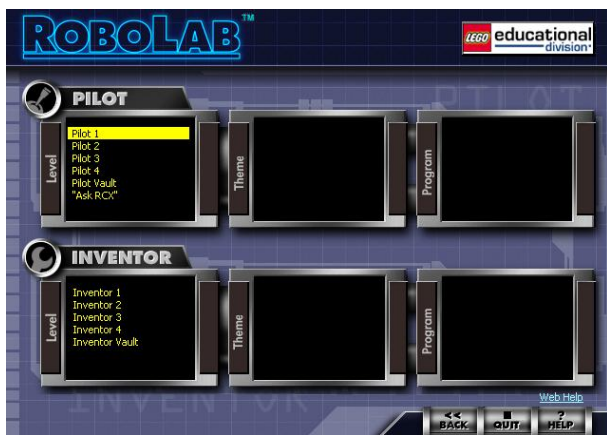 ROBOLAB™
LEGO educational
division
PILOT
PILOT
Level
Pilot 1
Pilot 2
Pilot 3
Pilot 4
Pilot Vault
"Ask RCX"
Theme
Program
INVENTOR
Level
Inventor 1
Inventor 2
Inventor 3
Inventor 4
Inventor Vault
Theme
Program
Web Help
<< BACK
QUIT
? HELP